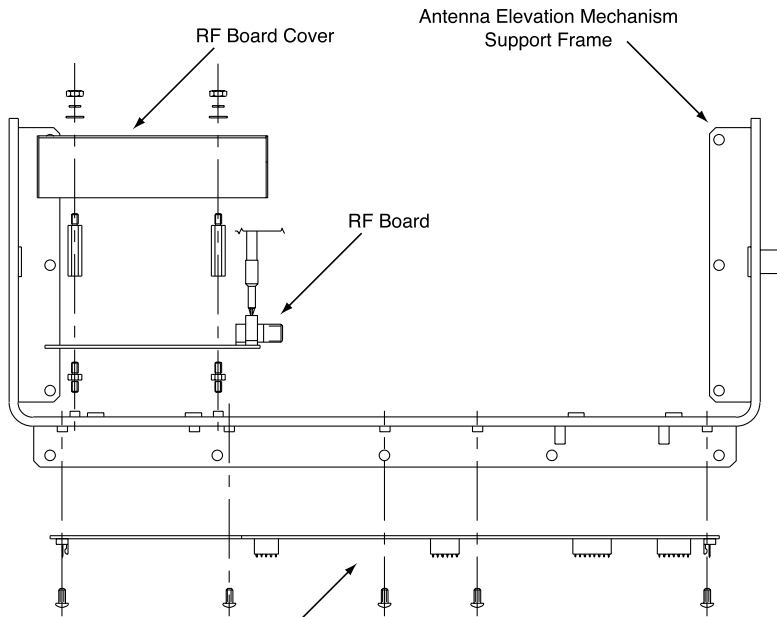 Antenna Elevation Mechanism
Support Frame
RF Board Cover
RF Board